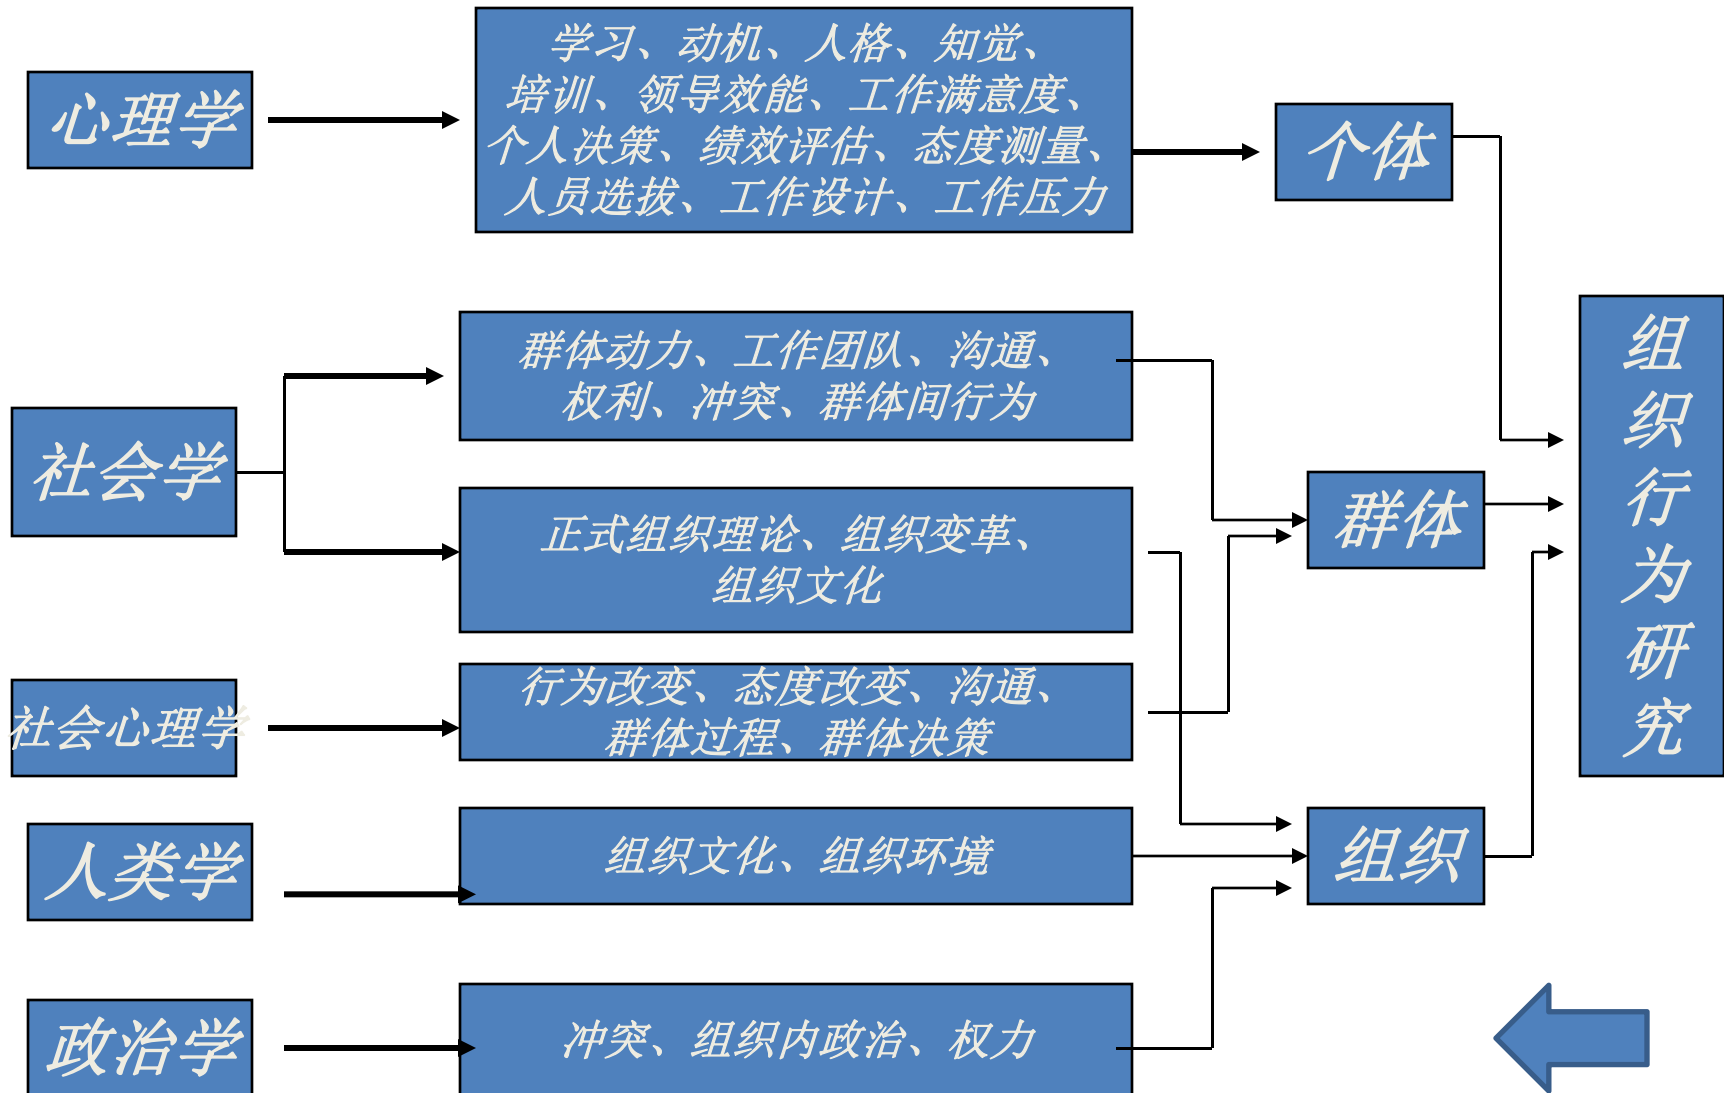 心理学
学习、动机、人格、知觉、
培训、领导效能、工作满意度、
个人决策、绩效评估、态度测量、
人员选拔、工作设计、工作压力
个体
社会学
群体动力、工作团队、沟通、
权利、冲突、群体间行为
正式组织理论、组织变革、
组织文化
群体
社会心理学
行为改变、态度改变、沟通、
群体过程、群体决策
人类学
组织文化、组织环境
组织
政治学
冲突、组织内政治、权力
组
织
行
为
研
究